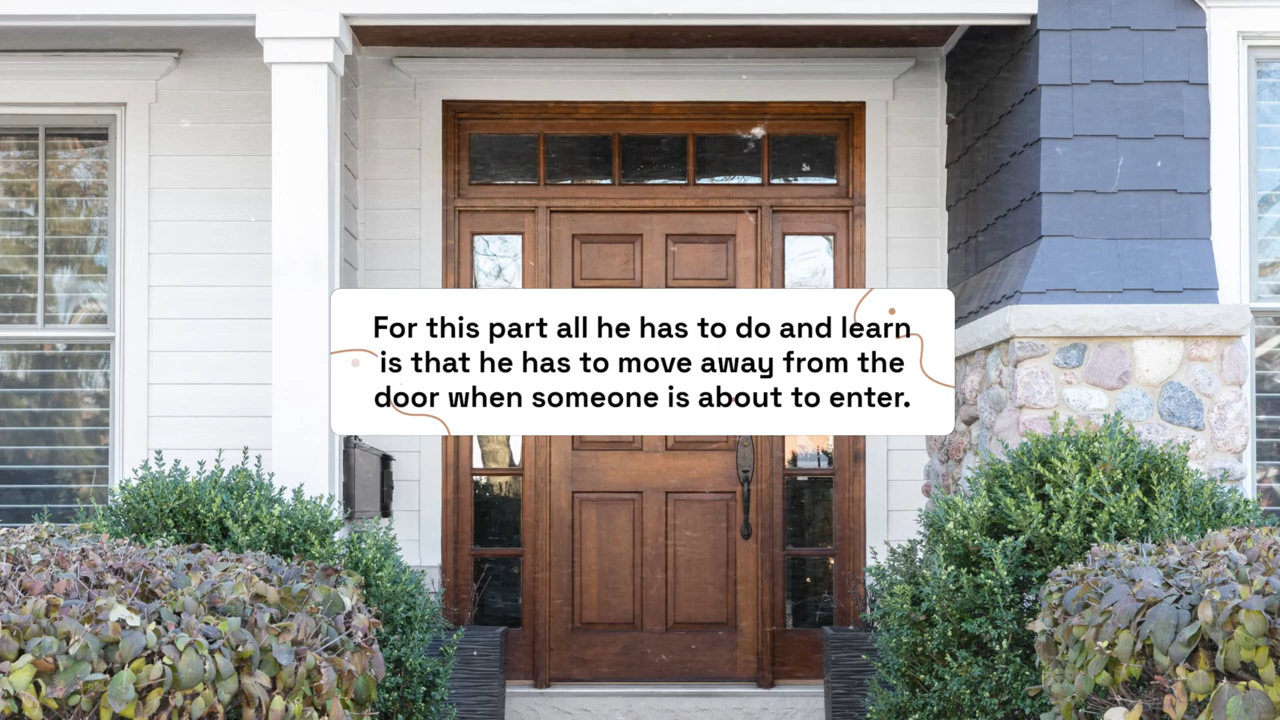 For this part all he has to do and learn
is that he has to move away from the
door when someone is about to enter.